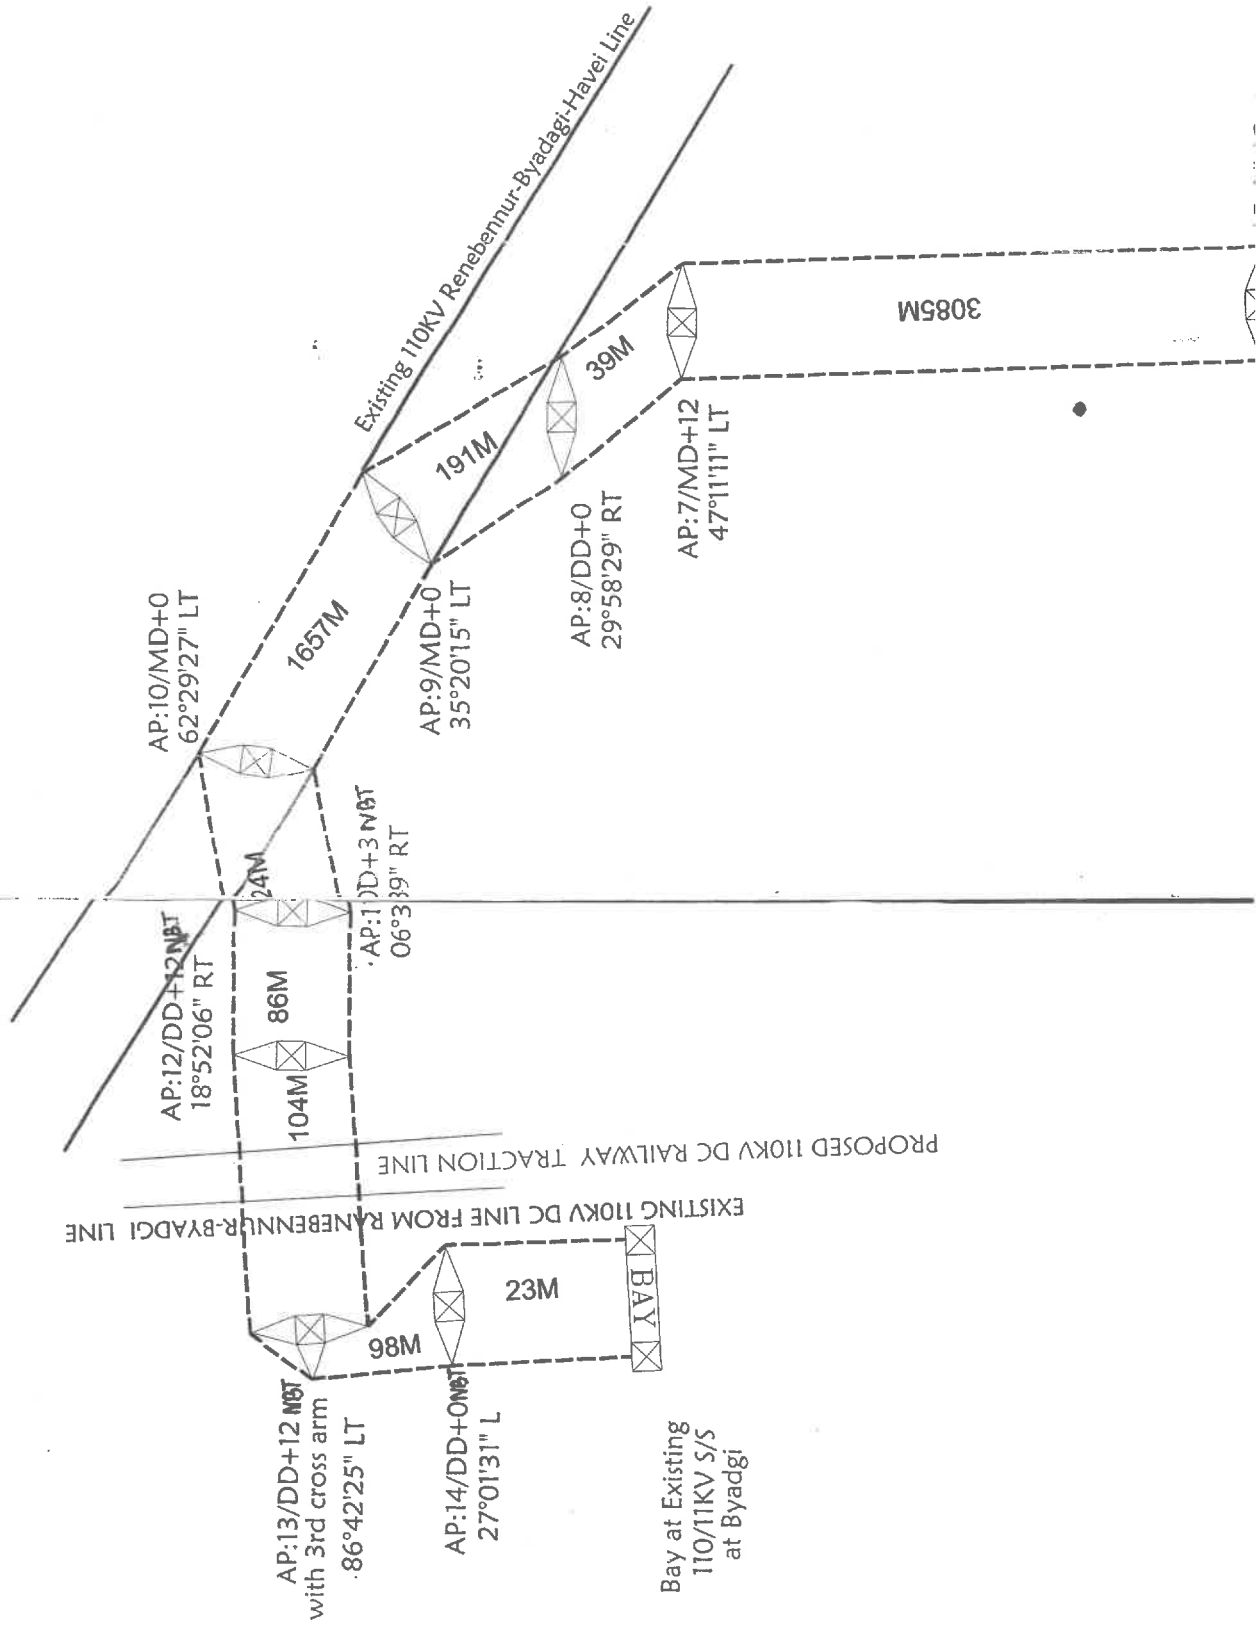 Existing 110KV Renebennur-Byadagi-Havei Line
3085M
39M
AP:7/MD+12
47°11'11" LT
191M
AP:8/DD+0
29°58'29" RT
AP:9/MD+0
35°20'15" LT
1657M
AP:10/MD+0
62°29'27" LT
24M
DD+3 NBT
RT
AP:12/DD+12 NBT
18°52'06" RT
86M
104M
PROPOSED 110KV DC RAILWAY TRACTION LINE
EXISTING 110KV DC LINE FROM RANEBENNUR-BYADGI LINE
AP:13/DD+12 NBT
with 3rd cross arm
86°42'25" LT
98M
AP:14/DD+0 NBT
27°01'31" L
23M
BAY
Bay at Existing
110/11KV S/S
at Byadgi